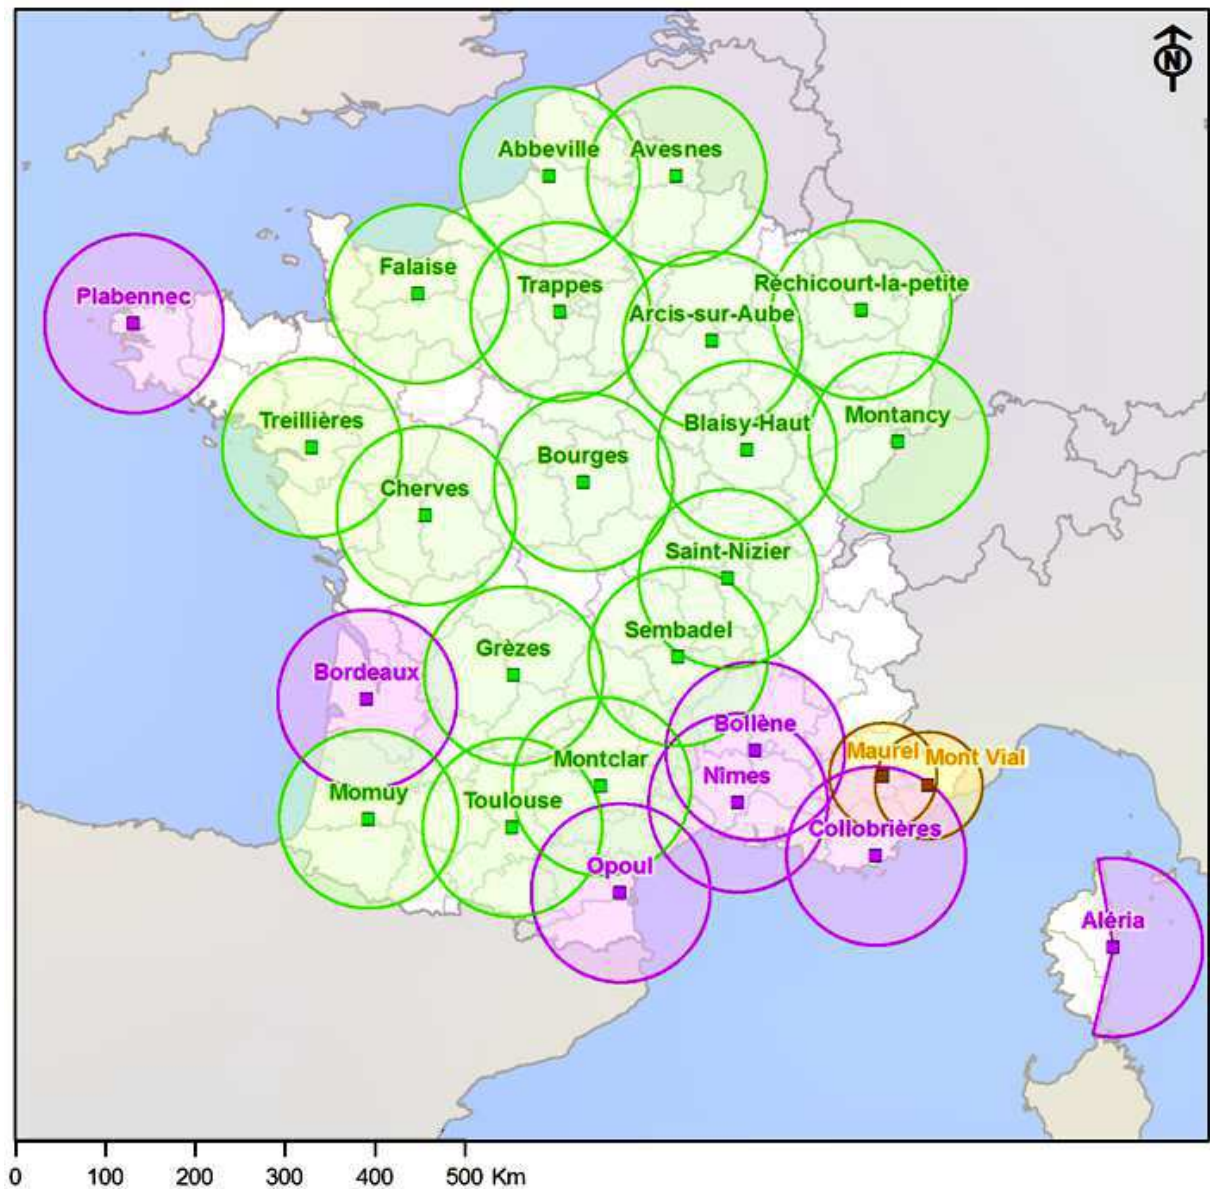 N
Abbeville
Avesnes
Falaise
Trappes
Réchicourt-la-petite
Plabennec
Arcis-sur-Aube
Treillières
Blaisy-Haut
Montancy
Bourges
Cherves
Saint-Nizier
Sembadel
Grèzes
Bordeaux
Bollène
Maurel
Mont Vial
Montclar
Nîmes
Momuy
Toulouse
Collobrières
Opoul
Aléria
0 100 200 300 400 500 Km